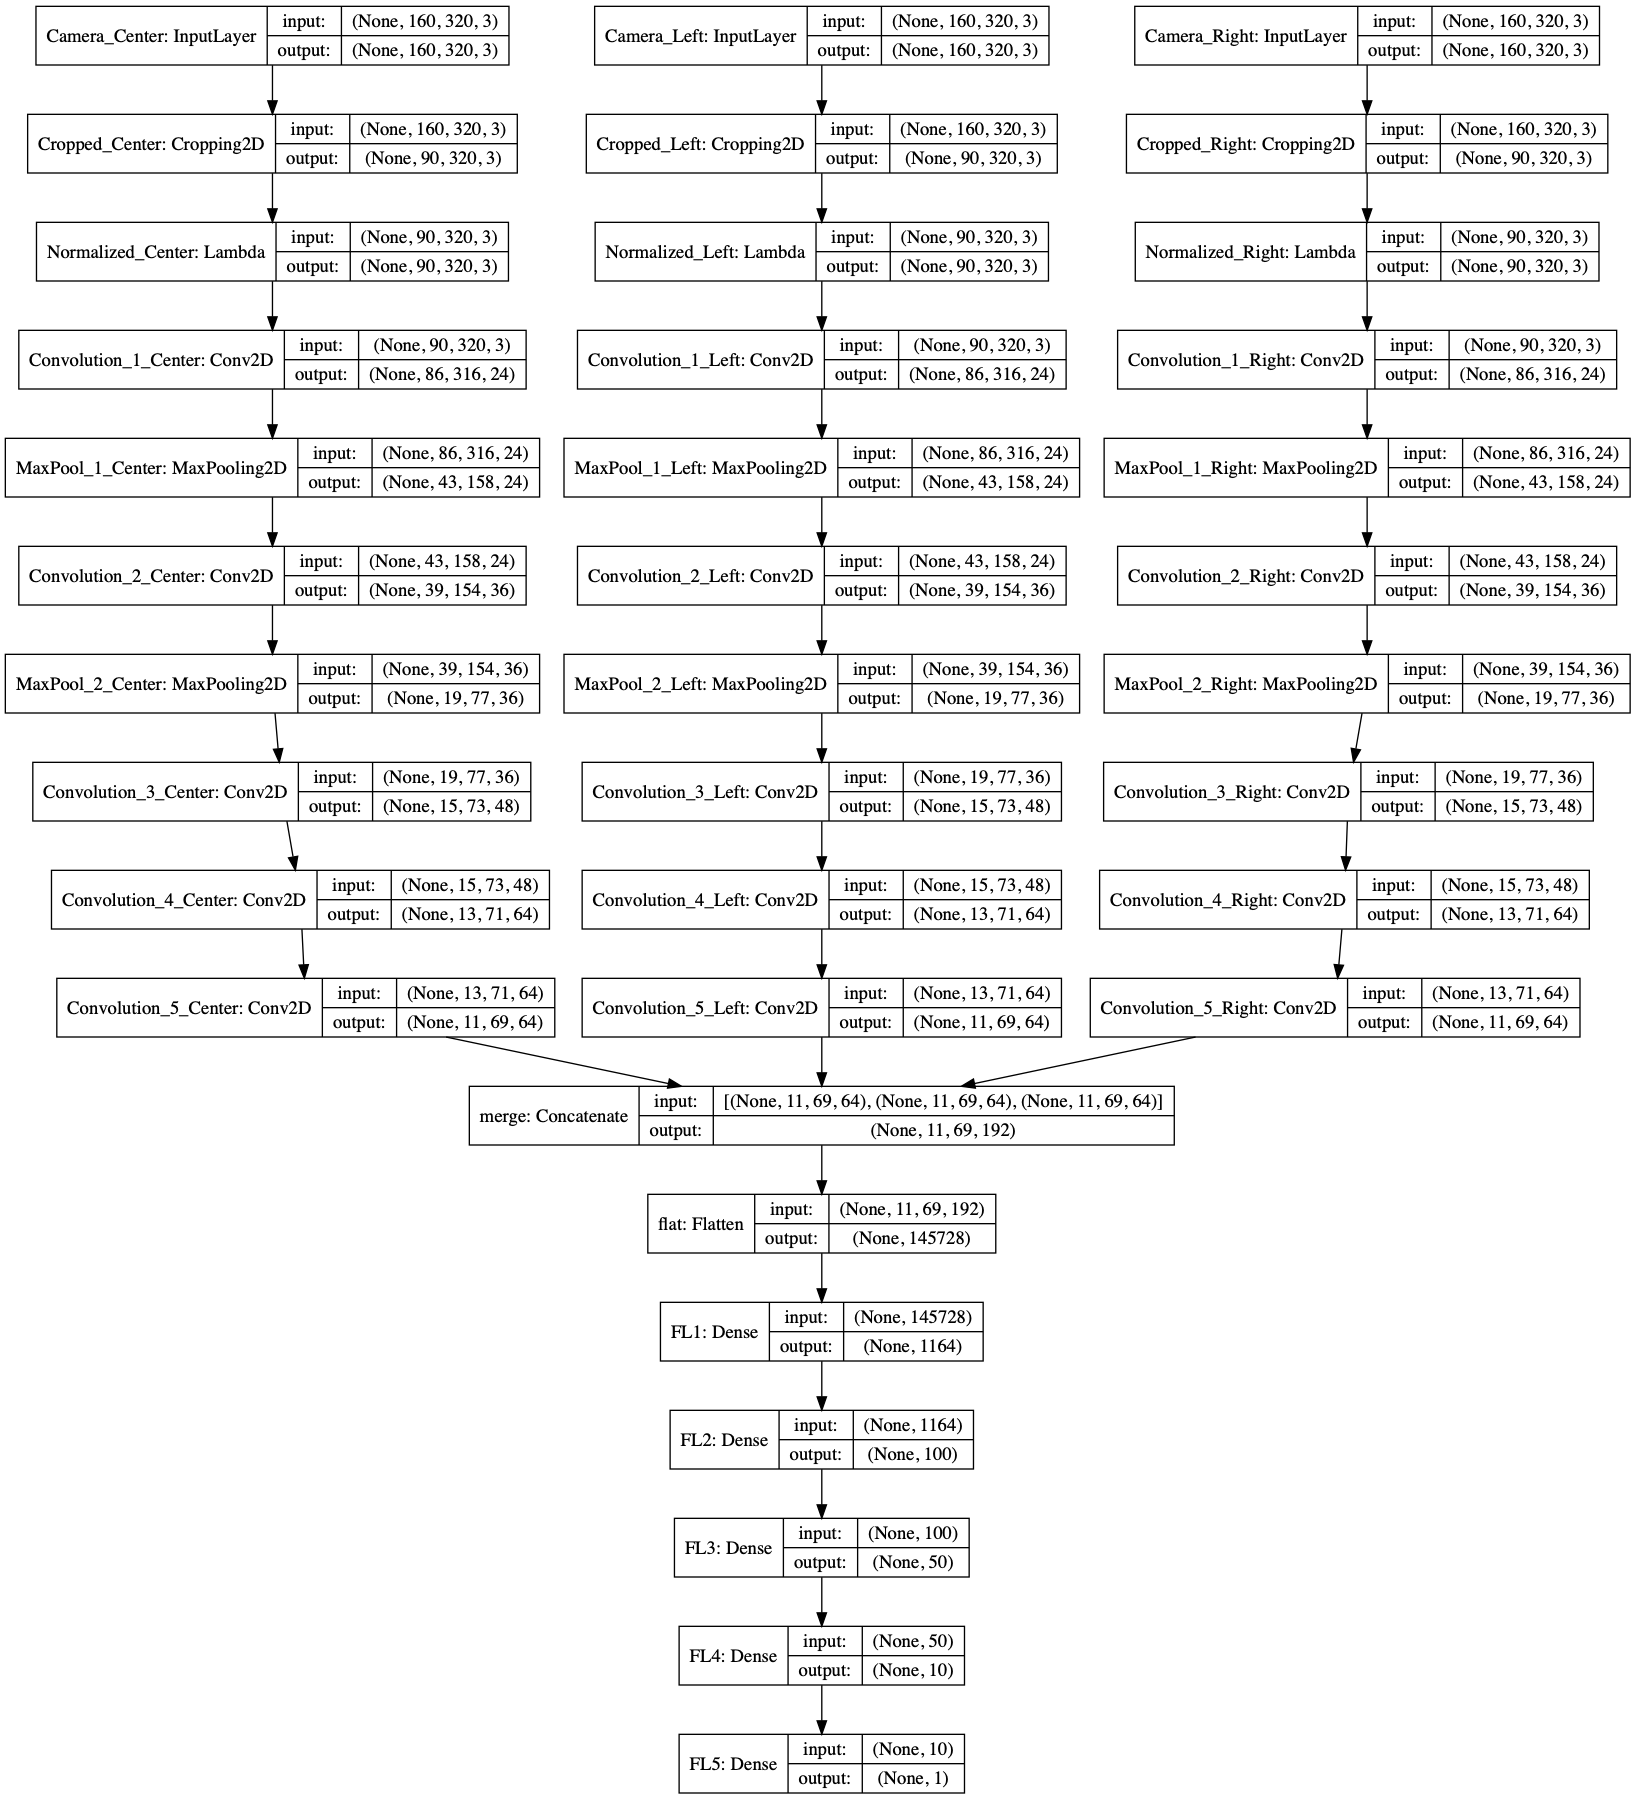 Camera_Center: InputLayer
input:
(None, 160, 320, 3)
output:
(None, 160, 320, 3)
Camera_Left: InputLayer
input:
(None, 160, 320, 3)
output:
(None, 160, 320, 3)
Camera_Right: InputLayer
input:
(None, 160, 320, 3)
output:
(None, 160, 320, 3)
Cropped_Center: Cropping2D
input:
(None, 160, 320, 3)
output:
(None, 90, 320, 3)
Cropped_Left: Cropping2D
input:
(None, 160, 320, 3)
output:
(None, 90, 320, 3)
Cropped_Right: Cropping2D
input:
(None, 160, 320, 3)
output:
(None, 90, 320, 3)
Normalized_Center: Lambda
input:
(None, 90, 320, 3)
output:
(None, 90, 320, 3)
Normalized_Left: Lambda
input:
(None, 90, 320, 3)
output:
(None, 90, 320, 3)
Normalized_Right: Lambda
input:
(None, 90, 320, 3)
output:
(None, 90, 320, 3)
Convolution_1_Center: Conv2D
input:
(None, 90, 320, 3)
output:
(None, 86, 316, 24)
Convolution_1_Left: Conv2D
input:
(None, 90, 320, 3)
output:
(None, 86, 316, 24)
Convolution_1_Right: Conv2D
input:
(None, 90, 320, 3)
output:
(None, 86, 316, 24)
MaxPool_1_Center: MaxPooling2D
input:
(None, 86, 316, 24)
output:
(None, 43, 158, 24)
MaxPool_1_Left: MaxPooling2D
input:
(None, 86, 316, 24)
output:
(None, 43, 158, 24)
MaxPool_1_Right: MaxPooling2D
input:
(None, 86, 316, 24)
output:
(None, 43, 158, 24)
Convolution_2_Center: Conv2D
input:
(None, 43, 158, 24)
output:
(None, 39, 154, 36)
Convolution_2_Left: Conv2D
input:
(None, 43, 158, 24)
output:
(None, 39, 154, 36)
Convolution_2_Right: Conv2D
input:
(None, 43, 158, 24)
output:
(None, 39, 154, 36)
MaxPool_2_Center: MaxPooling2D
input:
(None, 39, 154, 36)
output:
(None, 19, 77, 36)
MaxPool_2_Left: MaxPooling2D
input:
(None, 39, 154, 36)
output:
(None, 19, 77, 36)
MaxPool_2_Right: MaxPooling2D
input:
(None, 39, 154, 36)
output:
(None, 19, 77, 36)
Convolution_3_Center: Conv2D
input:
(None, 19, 77, 36)
output:
(None, 15, 73, 48)
Convolution_3_Left: Conv2D
input:
(None, 19, 77, 36)
output:
(None, 15, 73, 48)
Convolution_3_Right: Conv2D
input:
(None, 19, 77, 36)
output:
(None, 15, 73, 48)
Convolution_4_Center: Conv2D
input:
(None, 15, 73, 48)
output:
(None, 13, 71, 64)
Convolution_4_Left: Conv2D
input:
(None, 15, 73, 48)
output:
(None, 13, 71, 64)
Convolution_4_Right: Conv2D
input:
(None, 15, 73, 48)
output:
(None, 13, 71, 64)
Convolution_5_Center: Conv2D
input:
(None, 13, 71, 64)
output:
(None, 11, 69, 64)
Convolution_5_Left: Conv2D
input:
(None, 13, 71, 64)
output:
(None, 11, 69, 64)
Convolution_5_Right: Conv2D
input:
(None, 13, 71, 64)
output:
(None, 11, 69, 64)
merge: Concatenate
input:
[(None, 11, 69, 64), (None, 11, 69, 64), (None, 11, 69, 64)]
output:
(None, 11, 69, 192)
flat: Flatten
input:
(None, 11, 69, 192)
output:
(None, 145728)
FL1: Dense
input:
(None, 145728)
output:
(None, 1164)
FL2: Dense
input:
(None, 1164)
output:
(None, 100)
FL3: Dense
input:
(None, 100)
output:
(None, 50)
FL4: Dense
input:
(None, 50)
output:
(None, 10)
FL5: Dense
input:
(None, 10)
output:
(None, 1)